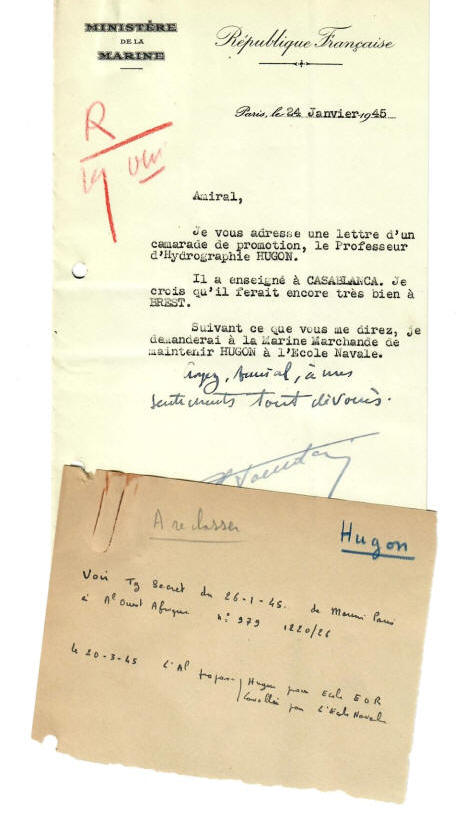 MINISTÈRE
DE LA
MARINE
République Française
Paris, le 24 Janvier 1945
R
Amiral,
Je vous adresse une lettre d'un
camarade de promotion, le Professeur
d'Hydrographie HUGON.
Il a enseigné à CASABLANCA. Je
crois qu'il ferait encore très bien à
BREST.
Suivant ce que vous me direz, je
demanderai à la Marine Marchande de
maintenir HUGON à l'Ecole Navale.
Croyez, Amiral, à mes
sentiments tout dévoués.
A reclasser
Hugon
Voir Tg Secret du 26-1-45. de Paris
à Al Ouest Afrique n° 979 1220/26
le 20-3-45 l'Al
Hugon pour Ecole EOR
pour l'Ecole Navale